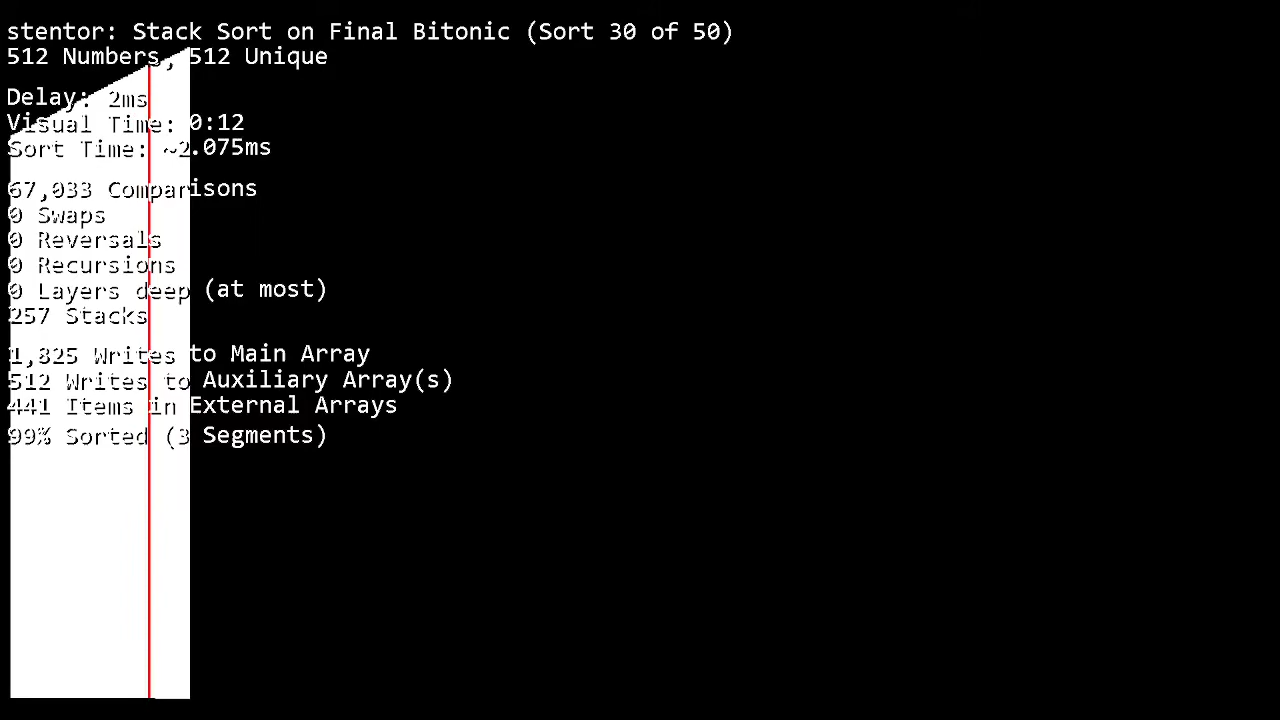 stentor: Stack Sort on Final Bitonic (Sort 30 of 50)
512 Numbers, 512 Unique
Delay: 2ms
Visual Time: 0:12
Sort Time: ~2.075ms
67,033 Comparisons
0 Swaps
0 Reversals
0 Recursions
0 Layers deep (at most)
257 Stacks
1,825 Writes to Main Array
512 Writes to Auxiliary Array(s)
441 Items in External Arrays
99% Sorted (3 Segments)